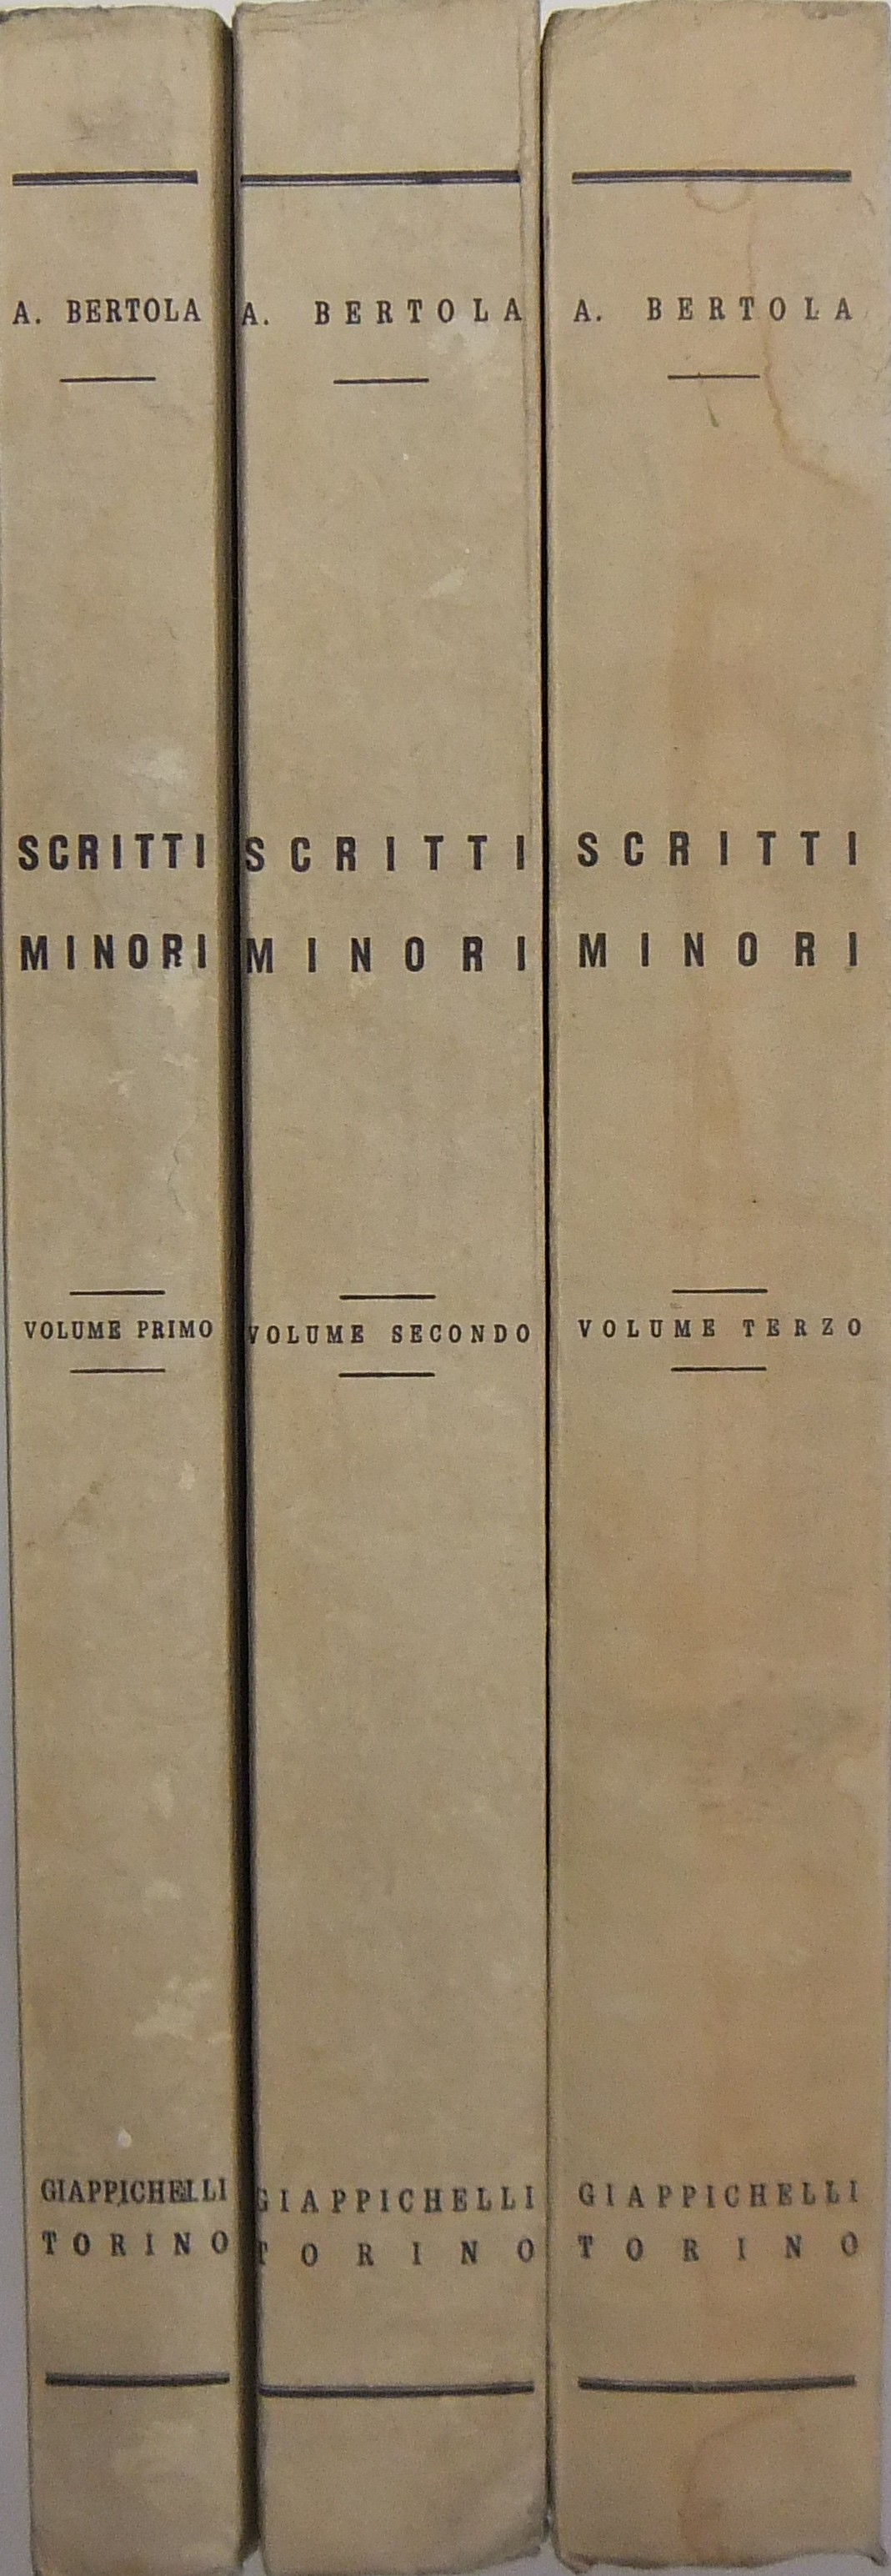 A. BERTOLA
SCRITTI
MINORI
VOLUME PRIMO
GIAPPICHELLI
TORINO
A. BERTOLA
SCRITTI
MINORI
VOLUME SECONDO
GIAPPICHELLI
TORINO
A. BERTOLA
SCRITTI
MINORI
VOLUME TERZO
GIAPPICHELLI
TORINO